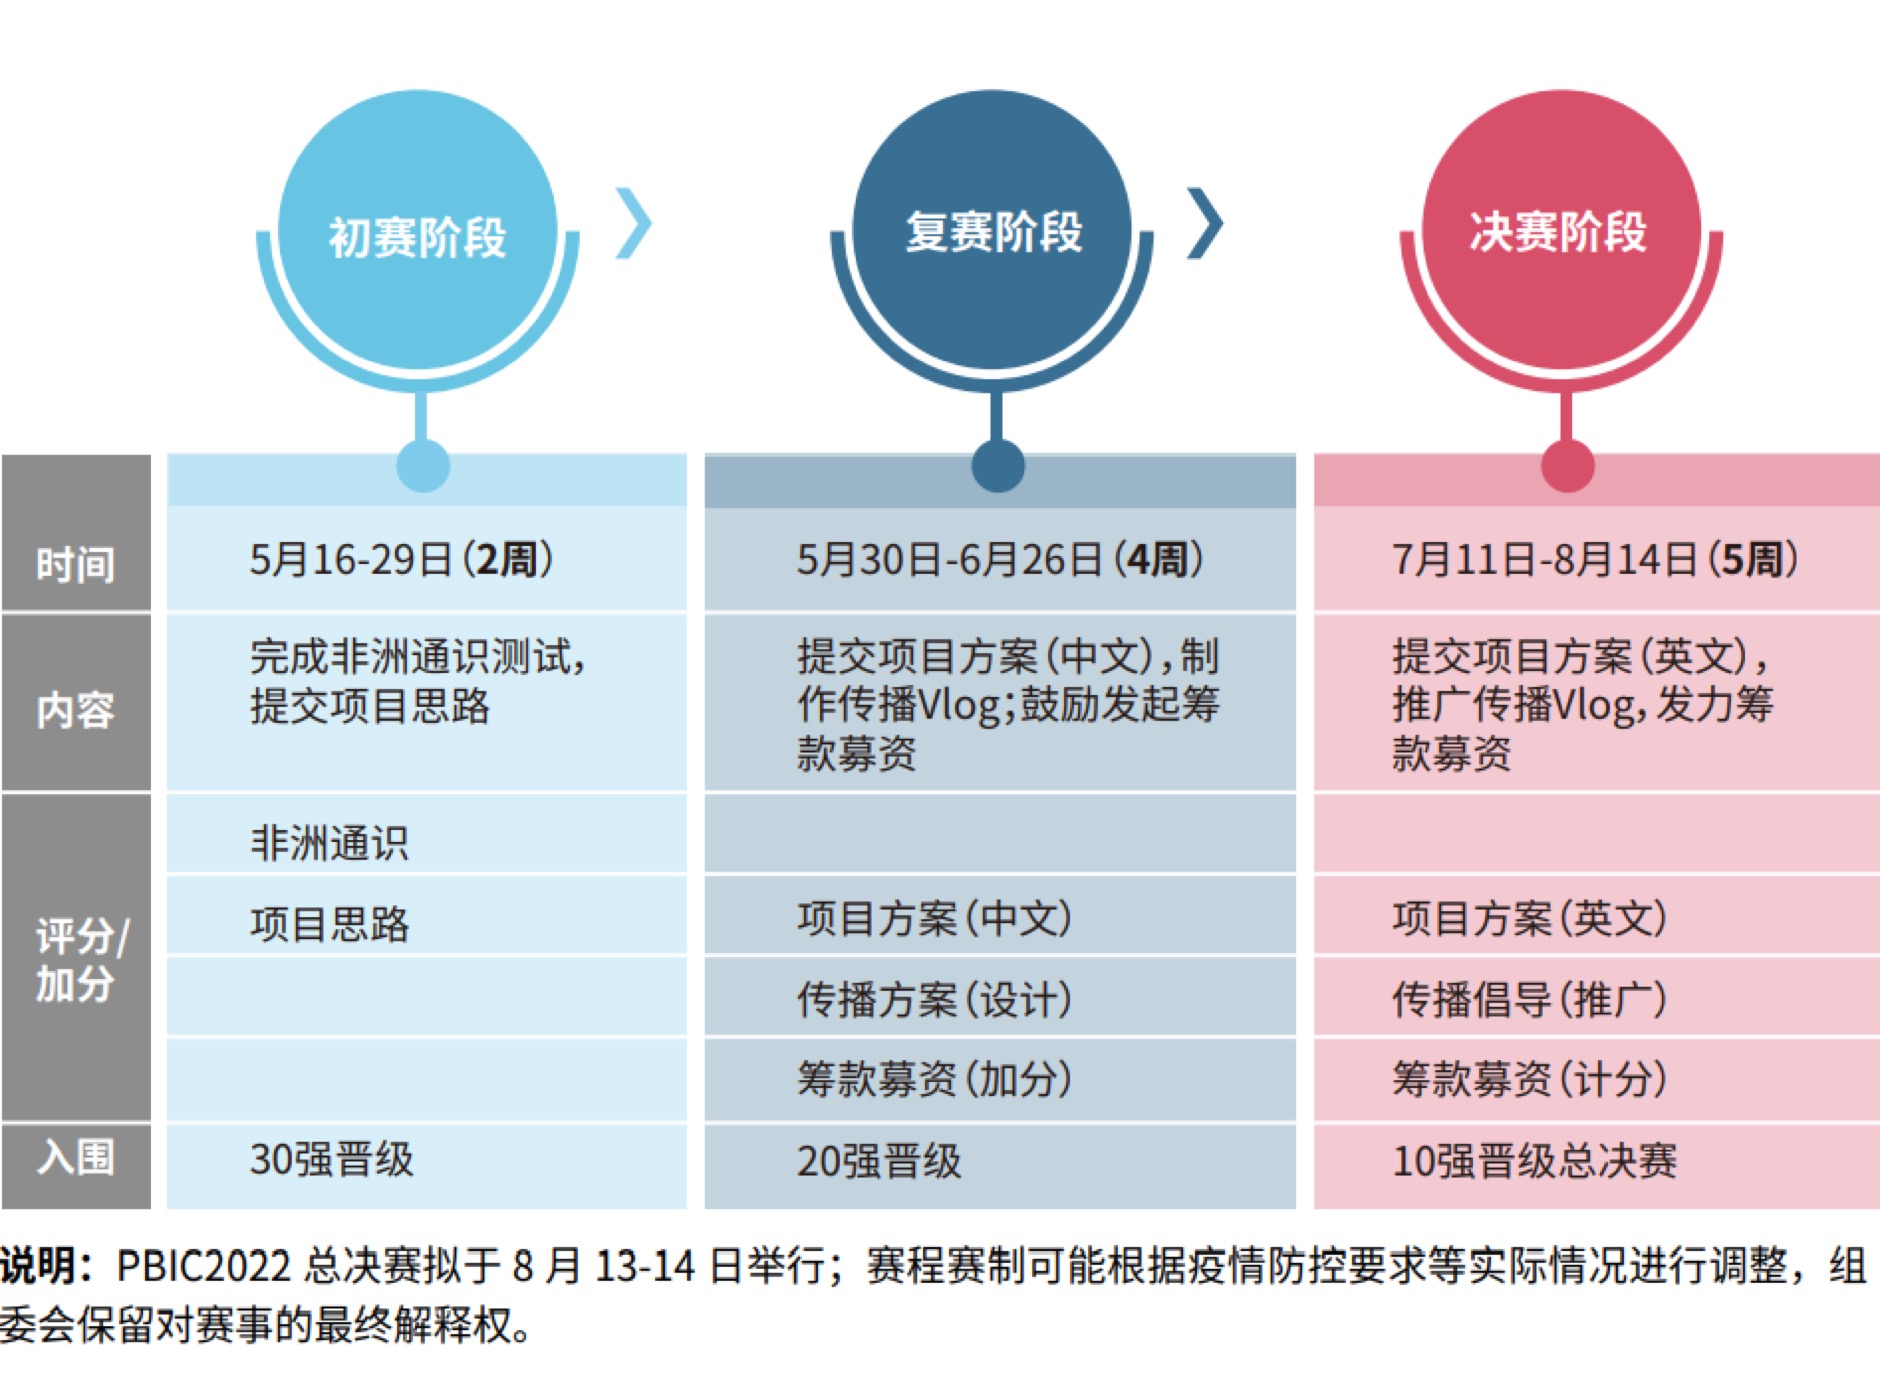 初赛阶段
复赛阶段
决赛阶段
时间
5月16-29日（2周）
5月30日-6月26日（4周）
7月11日-8月14日（5周）
内容
完成非洲通识测试，
提交项目思路
提交项目方案（中文），制
作传播Vlog；鼓励发起筹
款募资
提交项目方案（英文），
推广传播Vlog，发力筹
款募资
评分/
加分
非洲通识
项目思路
项目方案（中文）
项目方案（英文）
传播方案（设计）
传播倡导（推广）
筹款募资（加分）
筹款募资（计分）
入围
30强晋级
20强晋级
10强晋级总决赛
说明：PBIC2022 总决赛拟于 8 月 13-14 日举行；赛程赛制可能根据疫情防控要求等实际情况进行调整，组
委会保留对赛事的最终解释权。